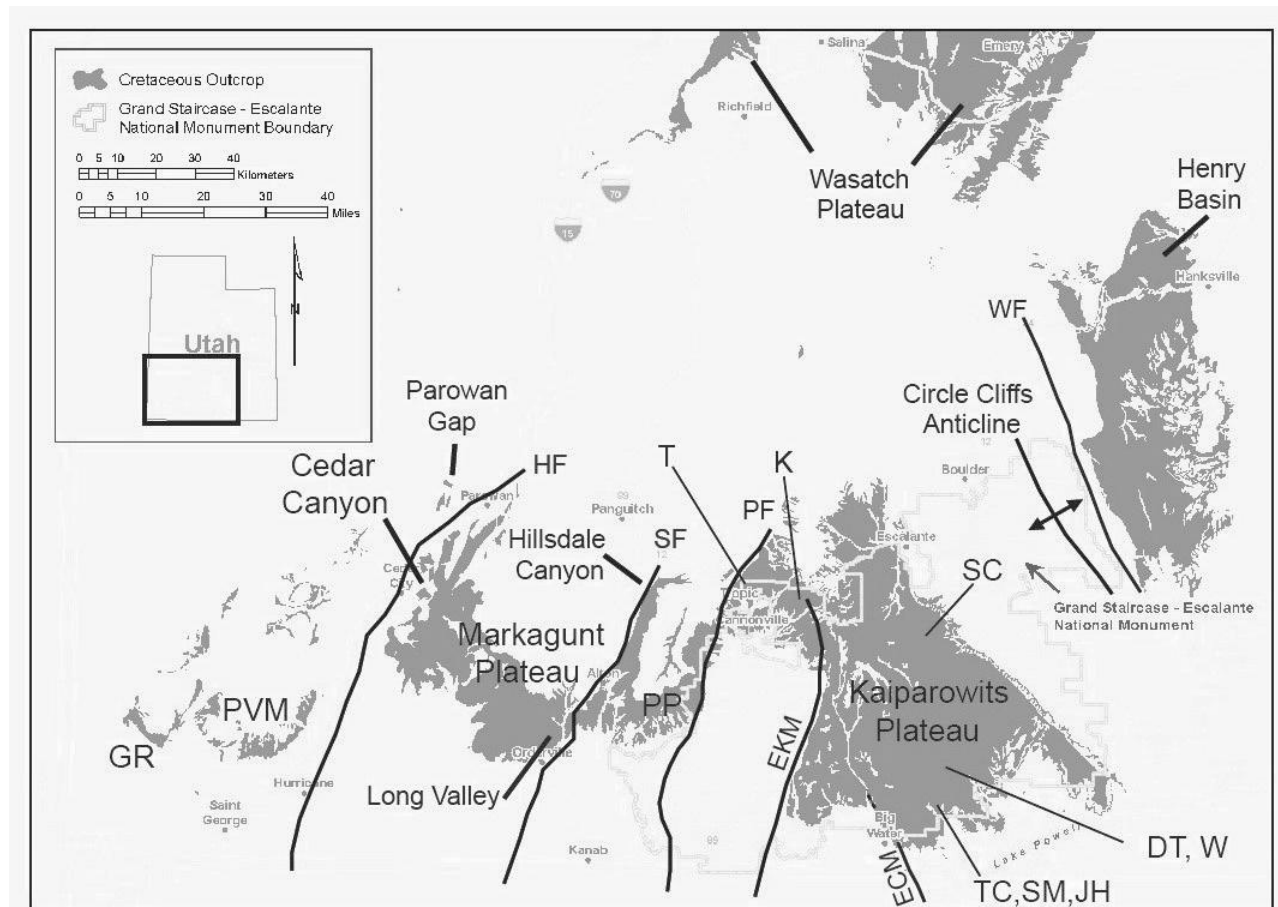 Cretaceous Outcrop
Grand Staircase - Escalante
National Monument Boundary
0 5 10 20 30 40
Kilometers
0 5 10 20 30 40
Miles
N
Utah
Salina
Emery
Richfield
Wasatch
Plateau
70
15
Henry
Basin
Hanksville
WF
Circle Cliffs
Anticline
12
Boulder
Parowan
Gap
Cedar
Canyon
HF
Parowan
Panguitch
T
K
PF
Hillsdale
Canyon
SF
12
Escalante
SC
Cedar
City
Tropic
Cannonville
Grand Staircase - Escalante
National Monument
Markagunt
Plateau
Alton
PP
Kaiparowits
Plateau
PVM
GR
EKM
Orderville
Hurricane
Long Valley
Saint
George
Big
Water
Kanab
Lake Powell
DT, W
ECM
TC,SM,JH